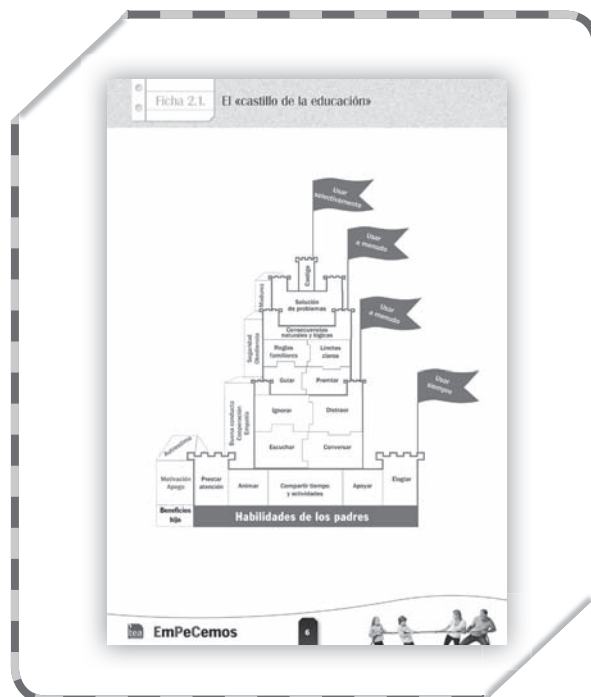 Ficha 2.1.
El «castillo de la educación»
Usar
selectivamente
Usar
a menudo
Usar
a menudo
Usar
siempre
Castigo
Madurez
Solución
de problemas
Consecuencias
naturales y lógicas
Seguridad
Obediencia
Reglas
familiares
Límites
claros
Guiar
Premiar
Buena conducta
Cooperación
Empatía
Ignorar
Distraer
Escuchar
Conversar
Autoestima
Motivación
Apego
Prestar
atención
Animar
Compartir tiempo
y actividades
Apoyar
Elogiar
Beneficios
hijo
Habilidades de los padres
tea
EmPeCemos
6